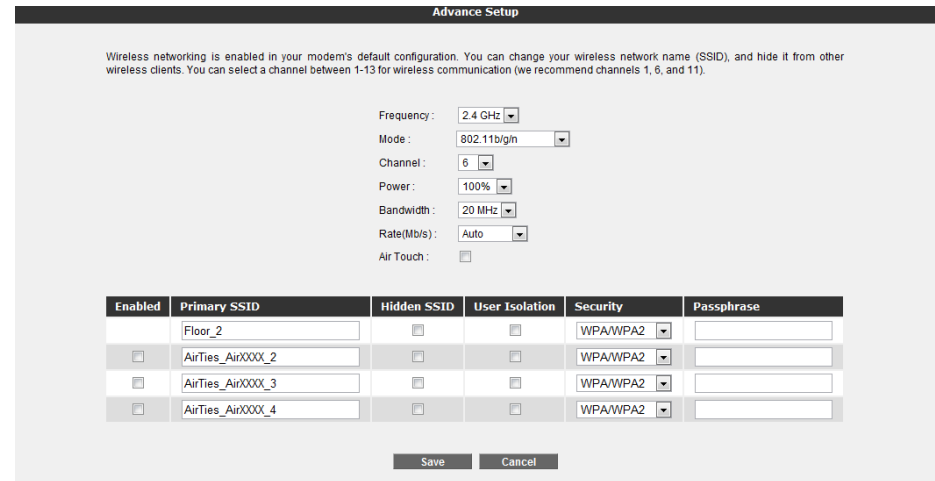 Advance Setup
Wireless networking is enabled in your modem's default configuration. You can change your wireless network name (SSID), and hide it from other
wireless clients. You can select a channel between 1-13 for wireless communication (we recommend channels 1, 6, and 11).
Frequency : 2.4 GHz
Mode : 802.11b/g/n
Channel : 6
Power : 100%
Bandwidth : 20 MHz
Rate(Mb/s) : Auto
Air Touch :
Enabled Primary SSID Hidden SSID User Isolation Security Passphrase
Floor_2 WPA/WPA2
AirTies_AirXXXX_2 WPA/WPA2
AirTies_AirXXXX_3 WPA/WPA2
AirTies_AirXXXX_4 WPA/WPA2
Save Cancel